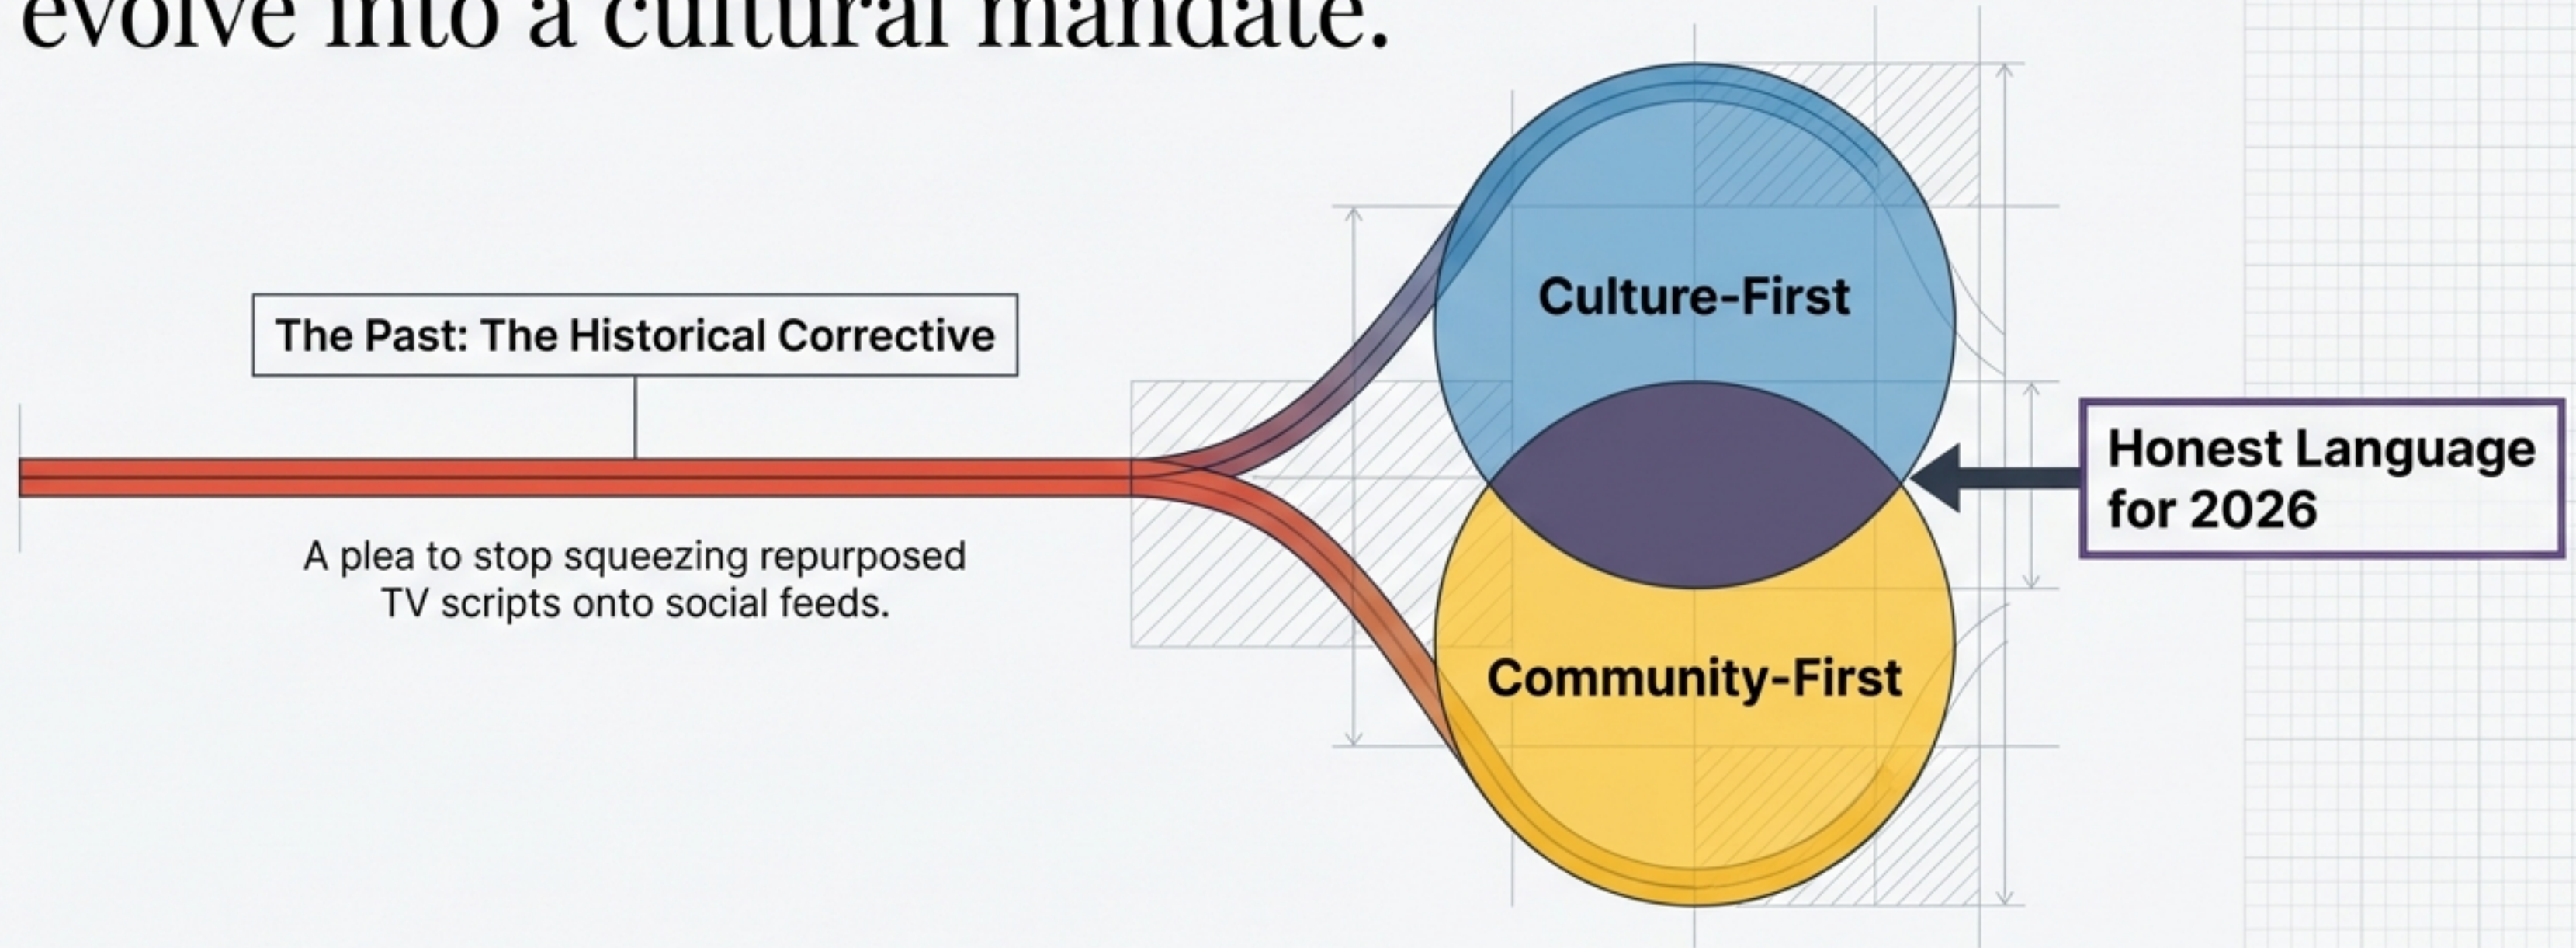 evolve into a cultural mandate.
The Past: The Historical Corrective
A plea to stop squeezing repurposed
TV scripts onto social feeds.
Culture-First
Community-First
Honest Language
for 2026